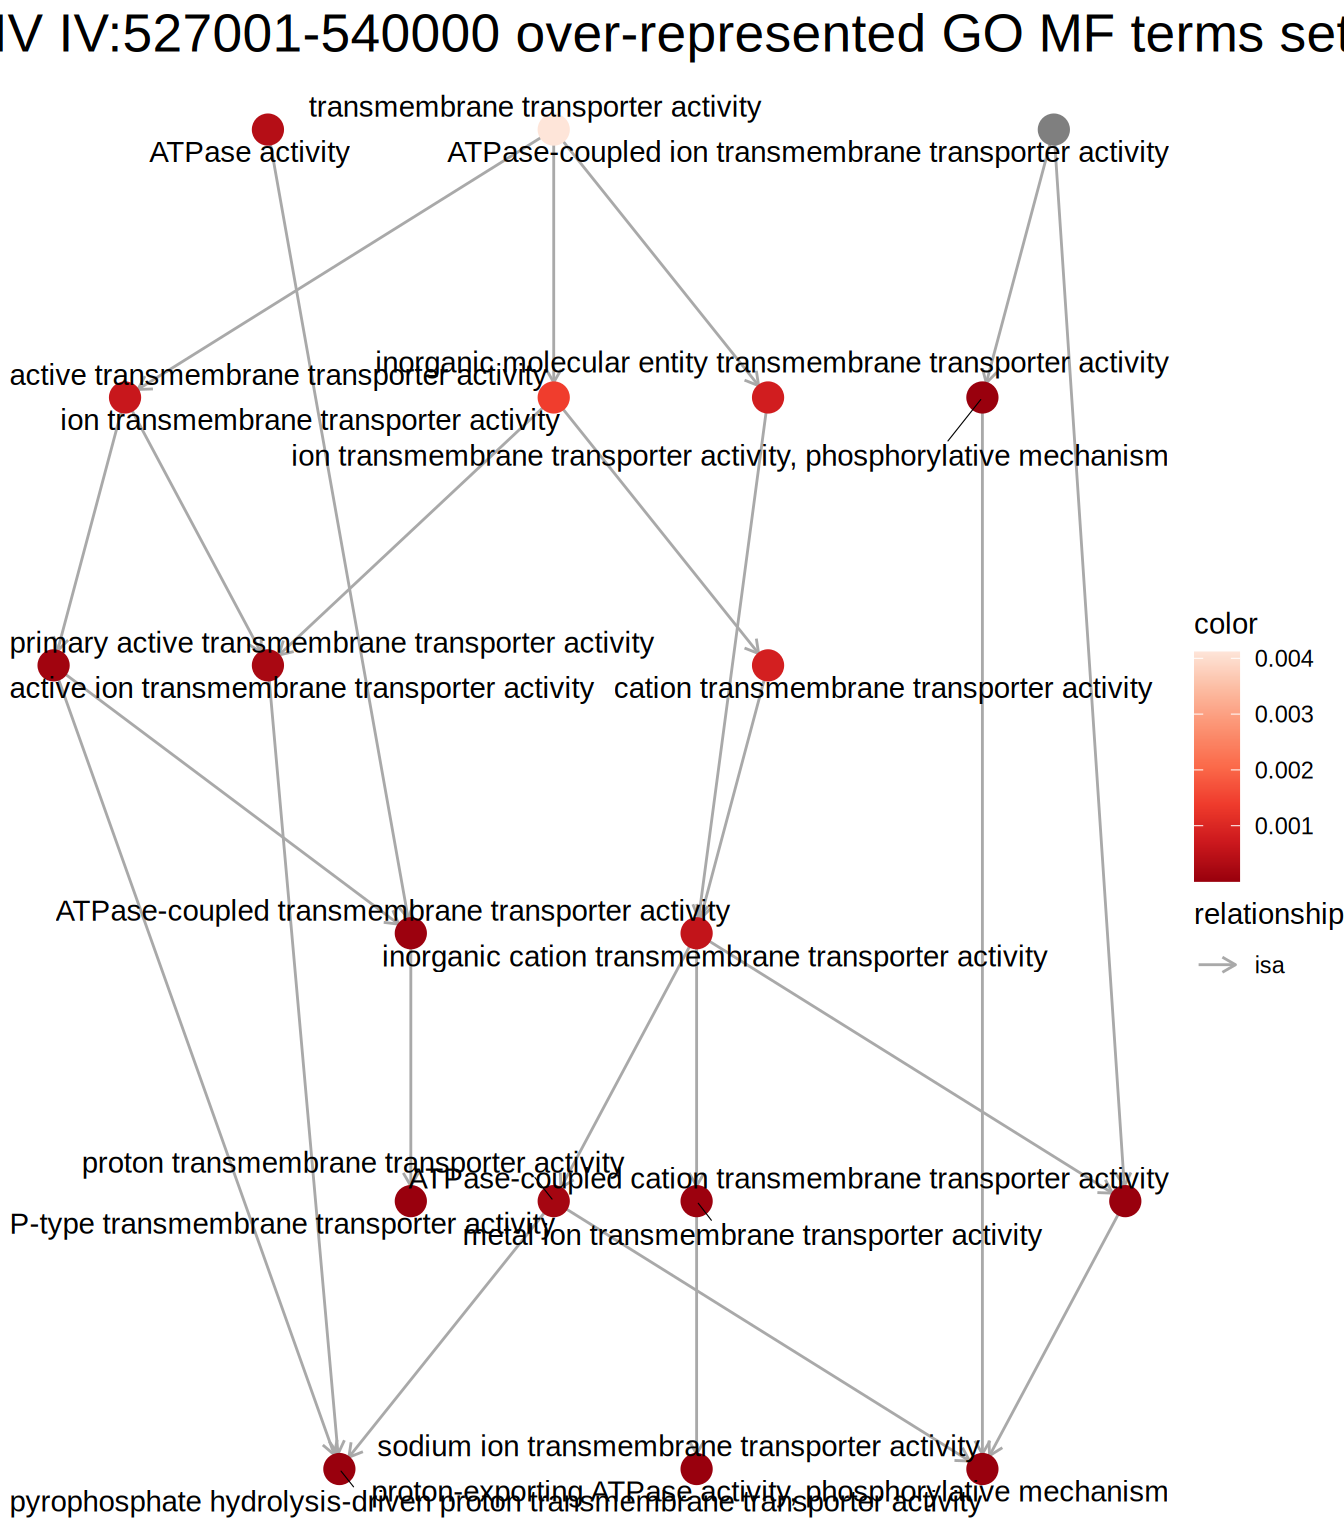 IV IV:527001-540000 over-represented GO MF terms set
transmembrane transporter activity
ATPase activity
ATPase-coupled ion transmembrane transporter activity
inorganic molecular entity transmembrane transporter activity
active transmembrane transporter activity
ion transmembrane transporter activity
ion transmembrane transporter activity, phosphorylative mechanism
primary active transmembrane transporter activity
active ion transmembrane transporter activity
cation transmembrane transporter activity
ATPase-coupled transmembrane transporter activity
inorganic cation transmembrane transporter activity
proton transmembrane transporter activity
ATPase-coupled cation transmembrane transporter activity
P-type transmembrane transporter activity
metal ion transmembrane transporter activity
sodium ion transmembrane transporter activity
proton-exporting ATPase activity, phosphorylative mechanism
pyrophosphate hydrolysis-driven proton transmembrane transporter activity
color
0.004
0.003
0.002
0.001
relationship
isa